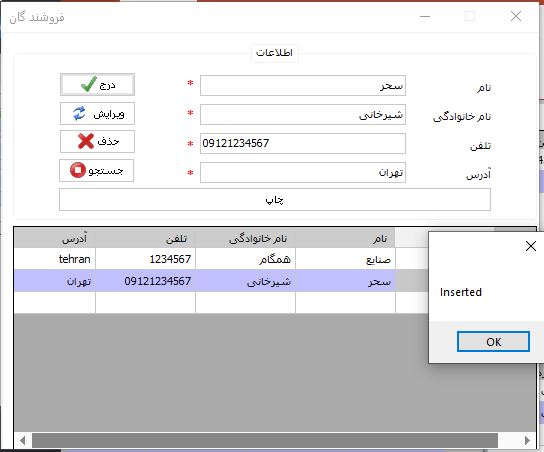 فروشند گان
اطلاعات
نام * سحر درج
نام خانوادگی * شیرخانی ویرایش
تلفن * 09121234567 حذف
آدرس * تهران جستجو
چاپ
نام نام خانوادگی تلفن آدرس
صنایع همگام 1234567 tehran
سحر شیرخانی 09121234567 تهران
Inserted
OK